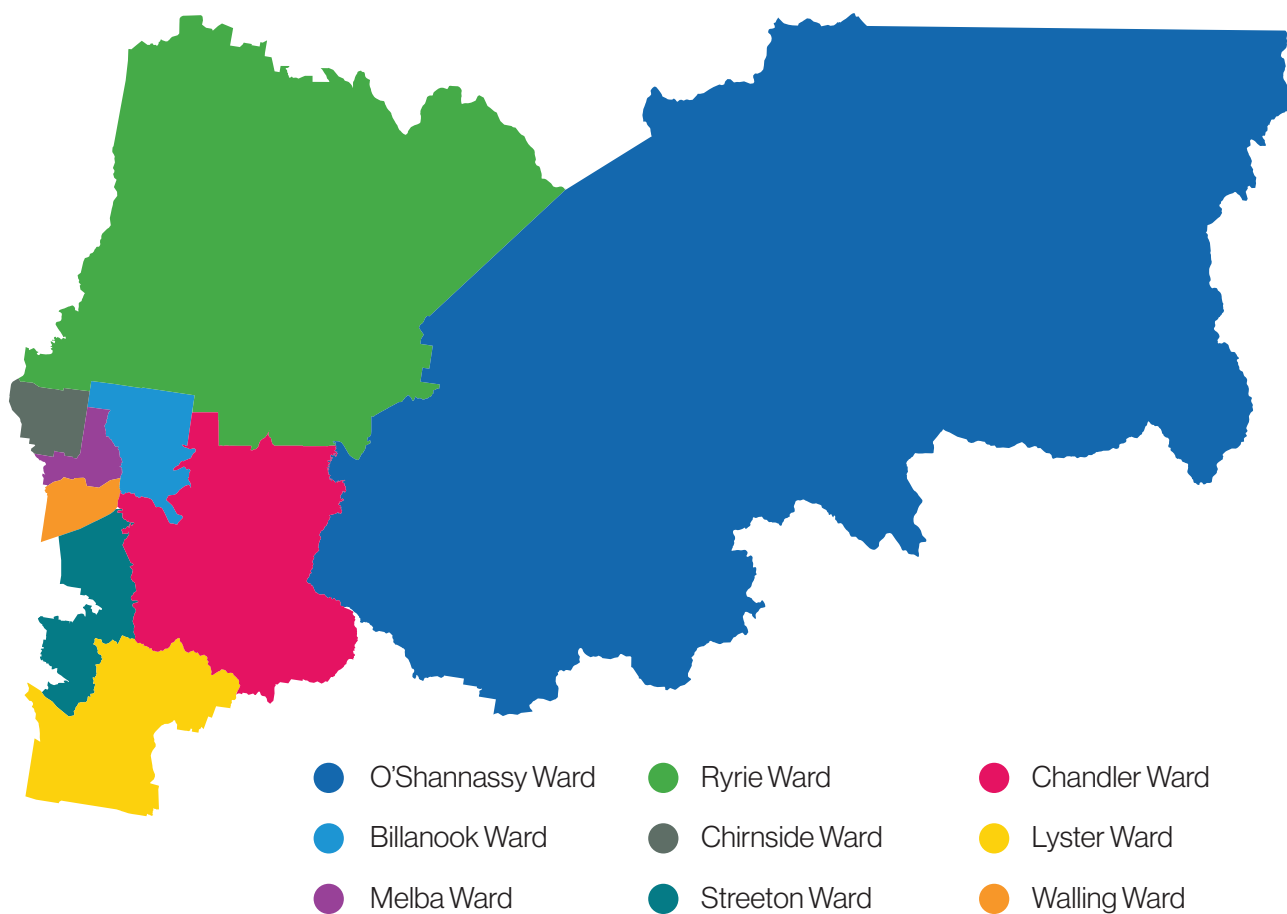 O'Shannassy Ward
Ryrie Ward
Chandler Ward
Billanook Ward
Chirnside Ward
Lyster Ward
Melba Ward
Streeton Ward
Walling Ward